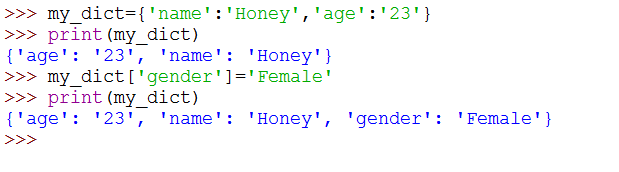 >>> my_dict={'name':'Honey','age':'23'}
>>> print(my_dict)
{'age': '23', 'name': 'Honey'}
>>> my_dict['gender']='Female'
>>> print(my_dict)
{'age': '23', 'name': 'Honey', 'gender': 'Female'}
>>>